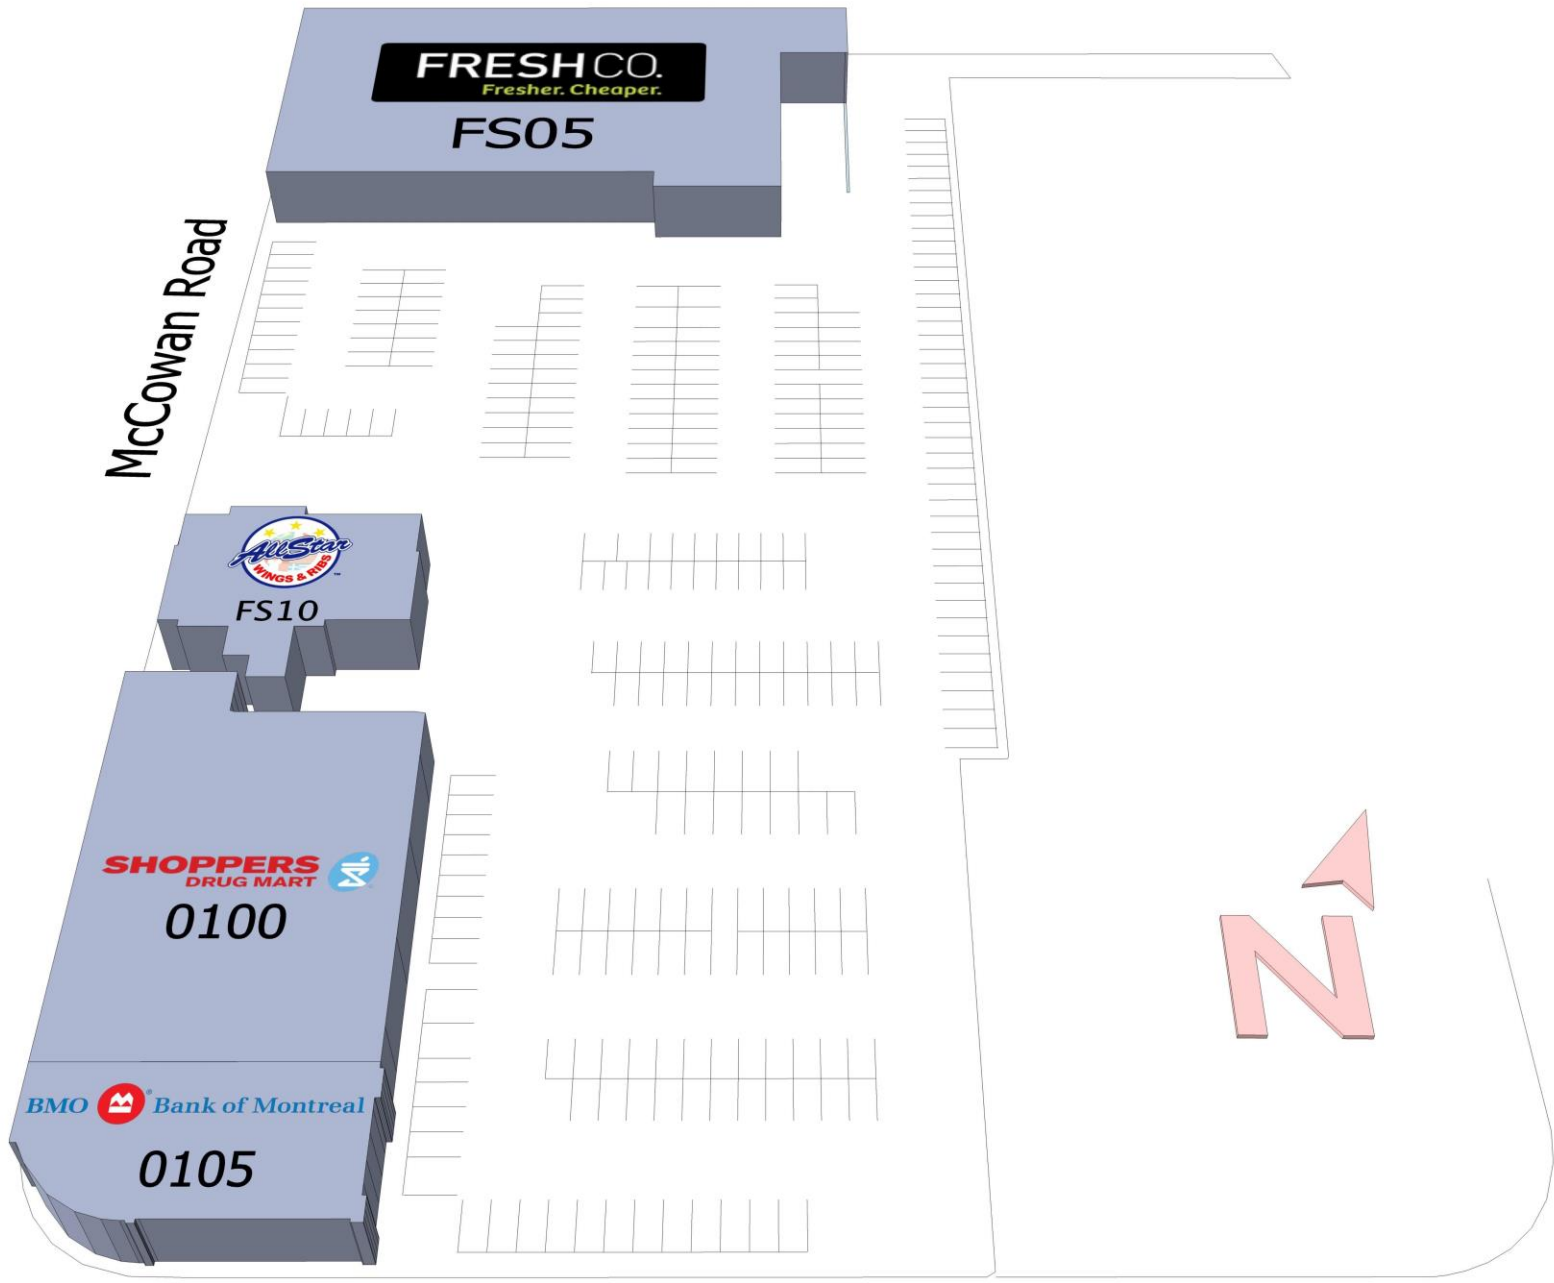 FRESHCO.
Fresher. Cheaper.
FS05
McCowan Road
AllStar
WINGS & RIBS
FS10
SHOPPERS
DRUG MART
0100
BMO Bank of Montreal
0105
N